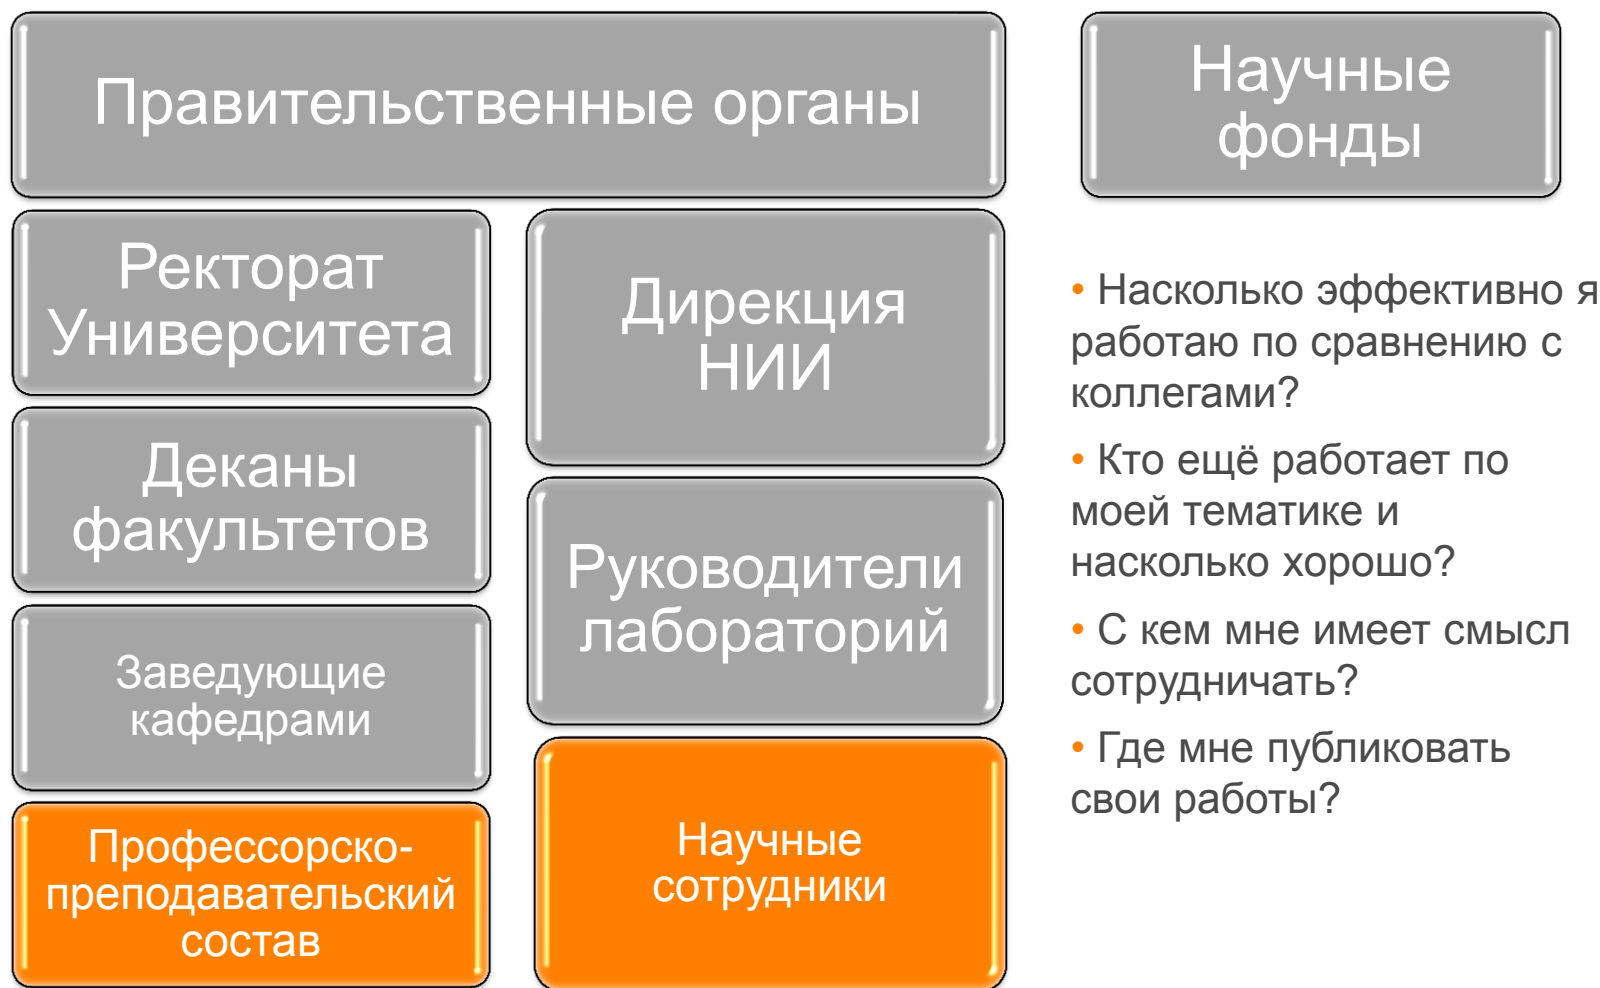 Правительственные органы
Научные
фонды
Ректорат
Университета
Дирекция
НИИ
Деканы
факультетов
Руководители
лабораторий
Заведующие
кафедрами
Профессорско-
преподавательский
состав
Научные
сотрудники
• Насколько эффективно я
работаю по сравнению с
коллегами?
• Кто ещё работает по
моей тематике и
насколько хорошо?
• С кем мне имеет смысл
сотрудничать?
• Где мне публиковать
свои работы?